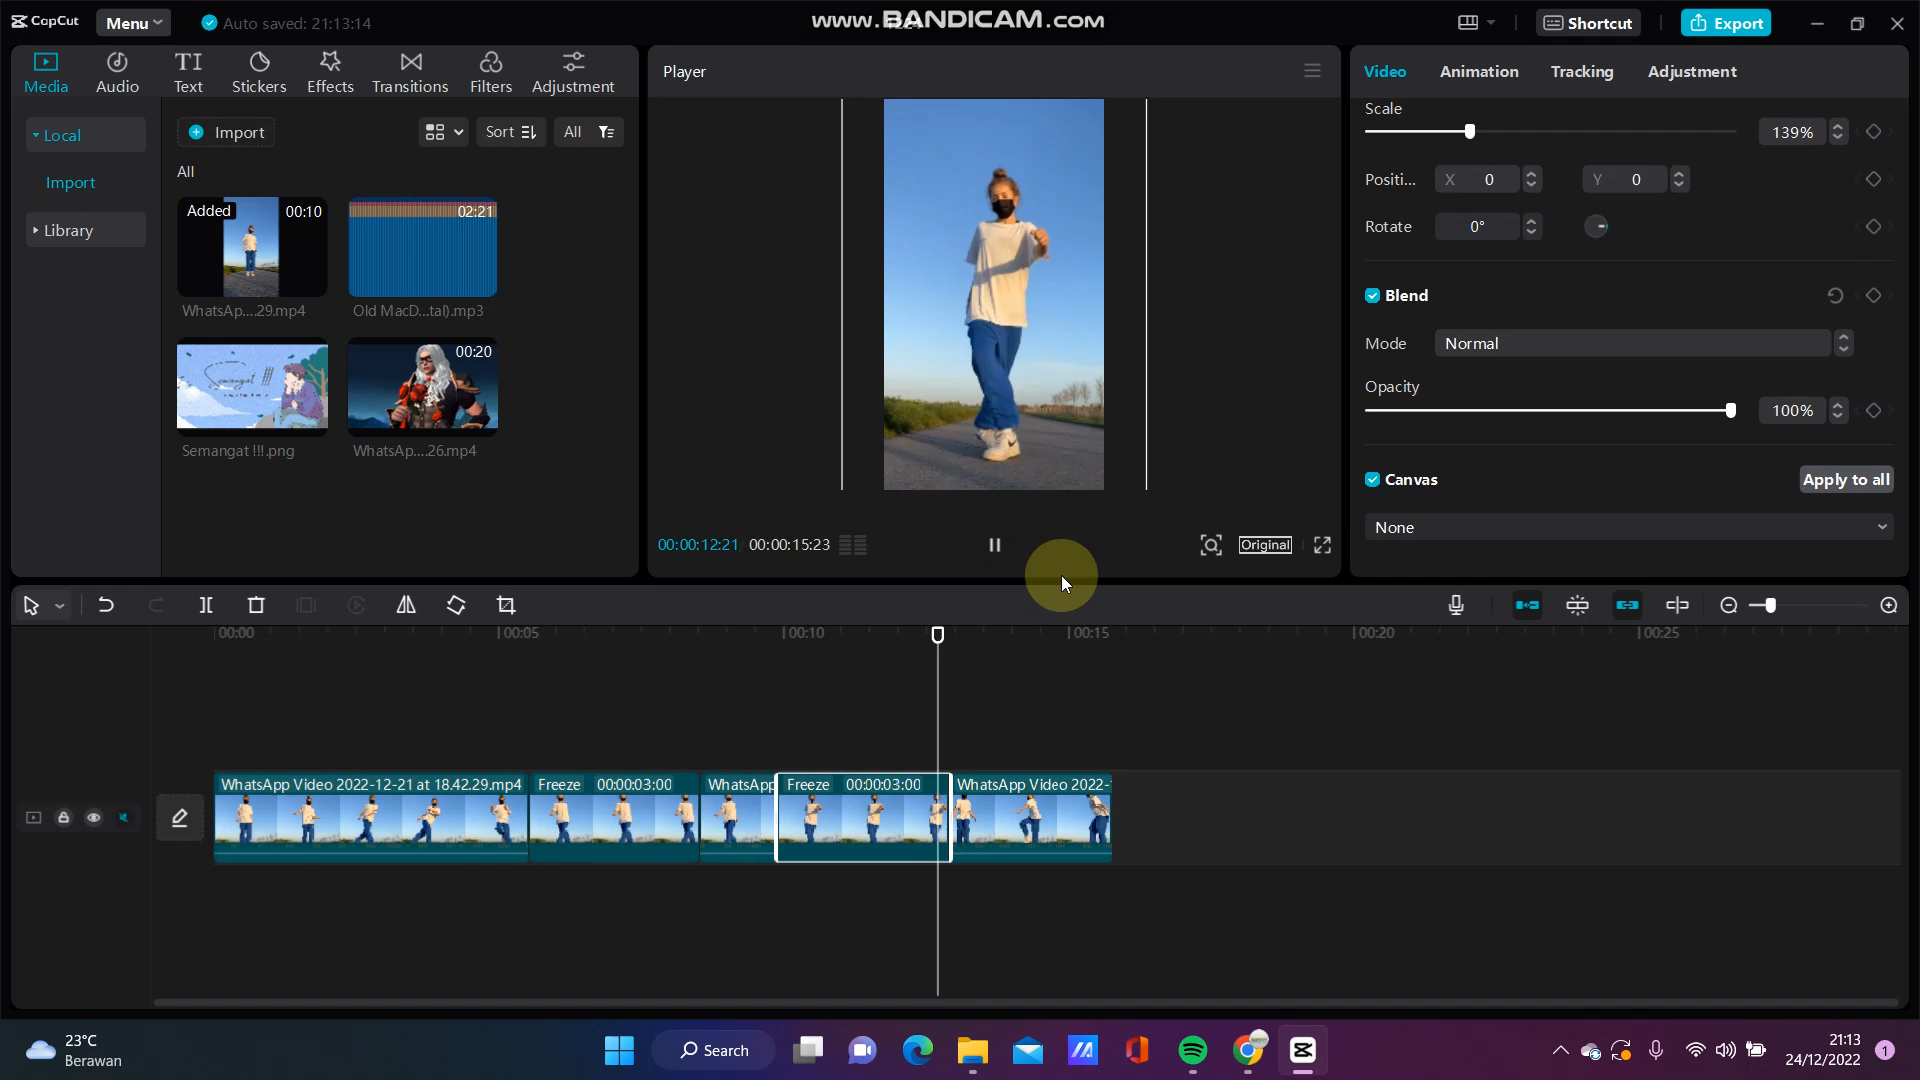 CapCut
Menu
Auto saved: 21:13:14
www.BANDICAM.com
Shortcut
Export
Media
Audio
Text
Stickers
Effects
Transitions
Filters
Adjustment
Local
Import
Library
Import
Sort
All
All
Added
00:10
WhatsAp....29.mp4
02:21
Old MacD...tal).mp3
Semangat !!!
Semangat !!!.png
00:20
WhatsAp....26.mp4
Player
00:00:12:21
00:00:15:23
Original
Video
Animation
Tracking
Adjustment
Scale
139%
Positi...
X 0
Y 0
Rotate
0°
Blend
Mode
Normal
Opacity
100%
Canvas
Apply to all
None
00:00
00:05
00:10
00:15
00:20
00:25
WhatsApp Video 2022-12-21 at 18.42.29.mp4
Freeze 00:00:03:00
WhatsApp
Freeze 00:00:03:00
WhatsApp Video 2022-
23°C
Berawan
Search
21:13
24/12/2022
1